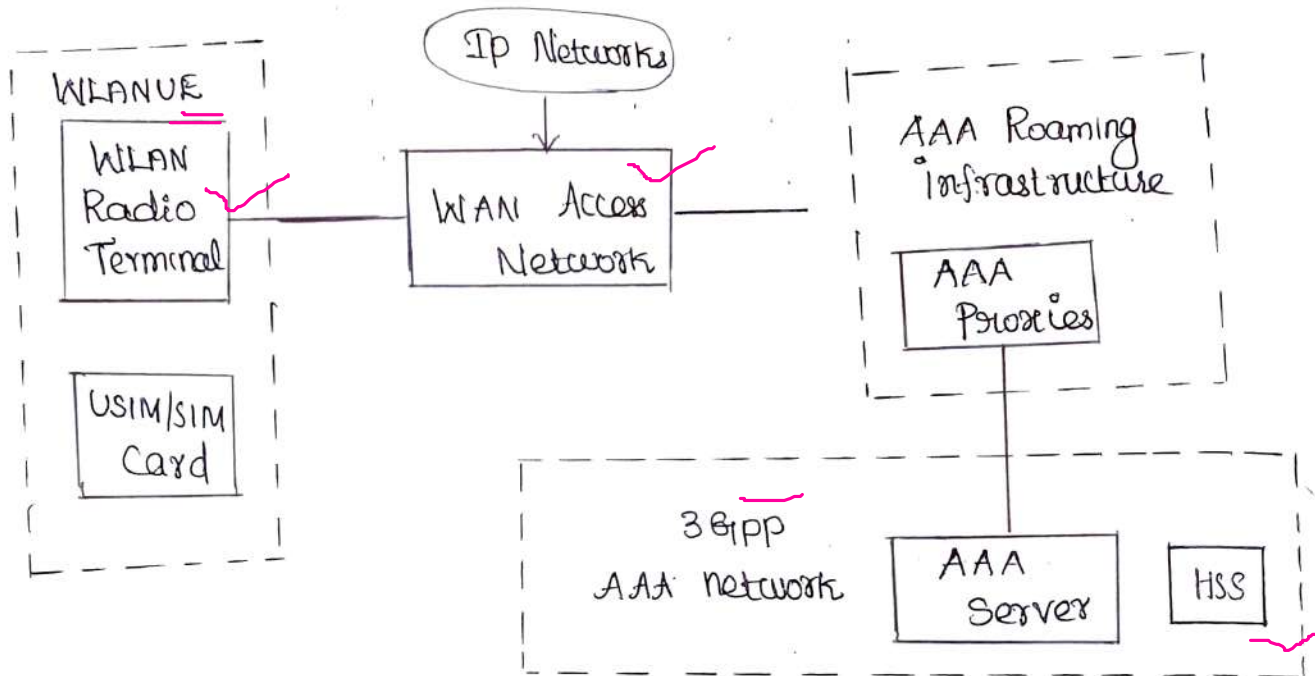 Ip Networks
WLANUE
WLAN
Radio
Terminal
WAN Access
Network
AAA Roaming
infrastructure
AAA
Proxies
USIM/SIM
Card
3Gpp
AAA network
AAA
Server
HSS